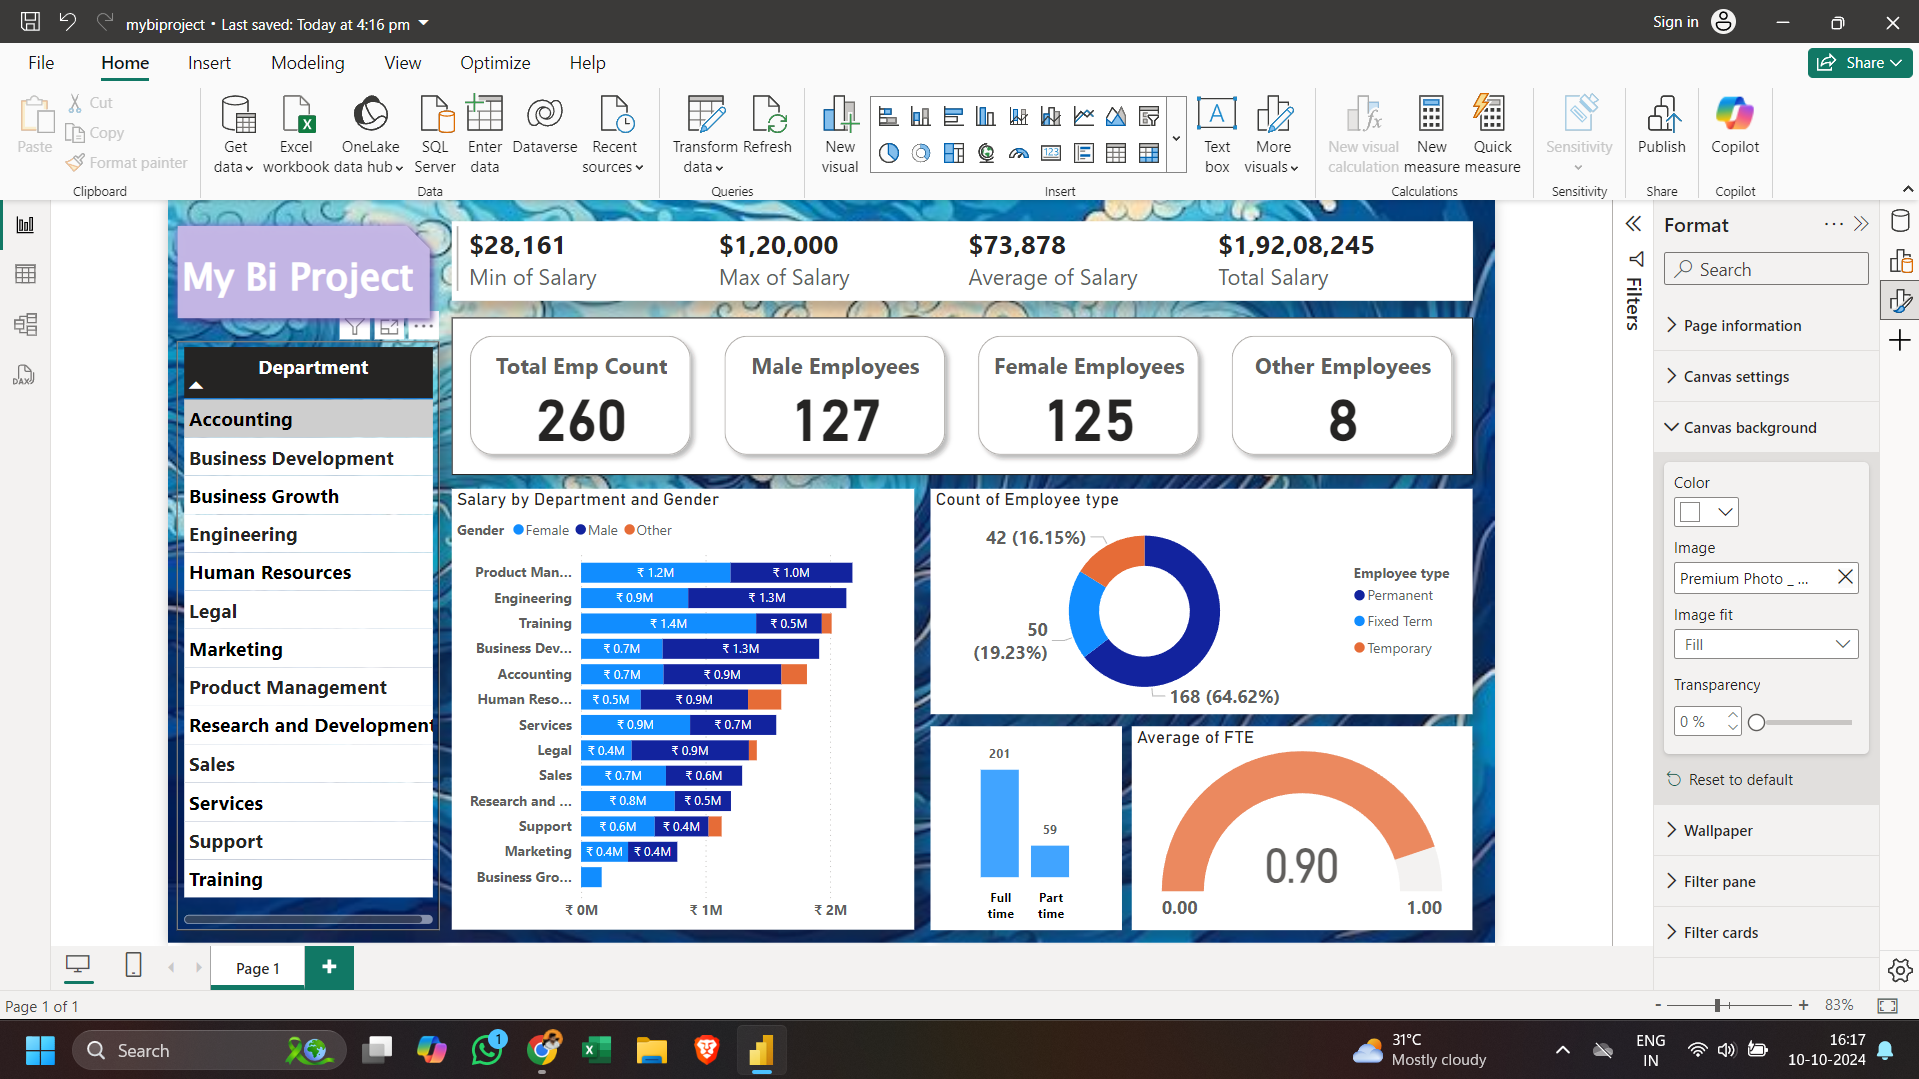 mybiproject • Last saved: Today at 4:16 pm
Sign in
File Home Insert Modeling View Optimize Help
Share
Paste
Cut
Copy
Format painter
Clipboard
Get data
Excel workbook
OneLake data hub
SQL Server
Enter data
Dataverse
Recent sources
Data
Transform data
Refresh
Queries
New visual
Text box
More visuals
Insert
New visual calculation
New measure
Quick measure
Calculations
Sensitivity
Sensitivity
Publish
Share
Copilot
Copilot
My Bi Project
$28,161
Min of Salary
$1,20,000
Max of Salary
$73,878
Average of Salary
$1,92,08,245
Total Salary
Total Emp Count
260
Male Employees
127
Female Employees
125
Other Employees
8
Department
Accounting
Business Development
Business Growth
Engineering
Human Resources
Legal
Marketing
Product Management
Research and Development
Sales
Services
Support
Training
Salary by Department and Gender
Gender Female Male Other
Product Man... ₹ 1.2M ₹ 1.0M
Engineering ₹ 0.9M ₹ 1.3M
Training ₹ 1.4M ₹ 0.5M
Business Dev... ₹ 0.7M ₹ 1.3M
Accounting ₹ 0.7M ₹ 0.9M
Human Reso... ₹ 0.5M ₹ 0.9M
Services ₹ 0.9M ₹ 0.7M
Legal ₹ 0.4M ₹ 0.9M
Sales ₹ 0.7M ₹ 0.6M
Research and ... ₹ 0.8M ₹ 0.5M
Support ₹ 0.6M ₹ 0.4M
Marketing ₹ 0.4M ₹ 0.4M
Business Gro...
₹ 0M ₹ 1M ₹ 2M
Count of Employee type
42 (16.15%)
50
(19.23%)
168 (64.62%)
Employee type
Permanent
Fixed Term
Temporary
201
59
Full time
Part time
Average of FTE
0.90
0.00 1.00
Filters
Format
Search
Page information
Canvas settings
Canvas background
Color
Image
Premium Photo _ ...
Image fit
Fill
Transparency
0 %
Reset to default
Wallpaper
Filter pane
Filter cards
DAX
123
Page 1
Page 1 of 1
- + 83%
Search
1
31°C
Mostly cloudy
ENG
IN
16:17
10-10-2024